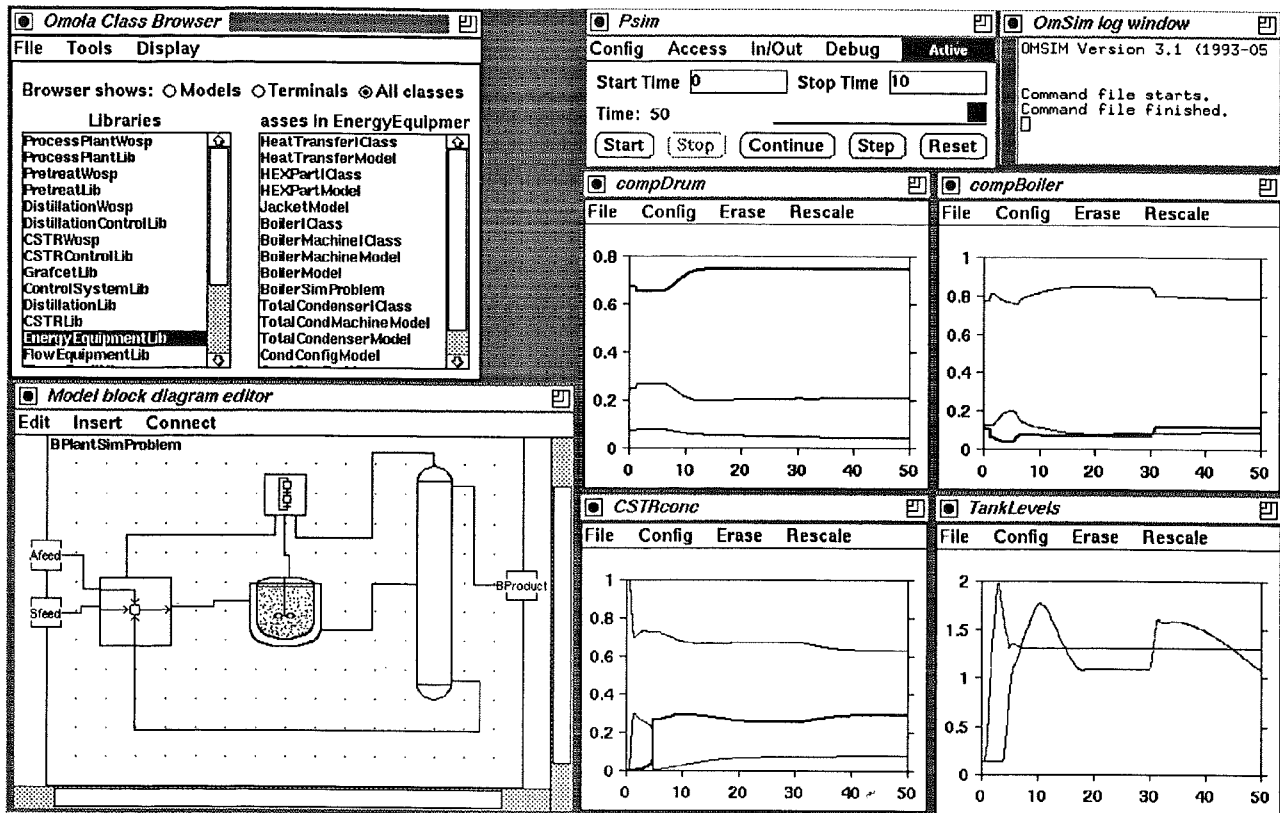 Omola Class Browser
File Tools Display
Browser shows: Models Terminals All classes
Libraries
ProcessPlantWosp
ProcessPlantLib
PretreatWosp
PretreatLib
DistillationWosp
DistillationControlLib
CSTRWosp
CSTRControlLib
GrafcetLib
ControlSystemLib
DistillationLib
CSTRLib
EnergyEquipmentLib
FlowEquipmentLib
asses in EnergyEquipmer
HeatTransferIClass
HeatTransferModel
HEXPartIClass
HEXPartModel
JacketModel
BoilerIClass
BoilerMachineIClass
BoilerMachineModel
BoilerModel
BoilerSimProblem
TotalCondenserIClass
TotalCondMachineModel
TotalCondenserModel
CondConfigModel
Psim
Config Access In/Out Debug Active
Start Time 0 Stop Time 10
Time: 50
Start Stop Continue Step Reset
OmSim log window
OMSIM Version 3.1 (1993-05
Command file starts.
Command file finished.
compDrum
File Config Erase Rescale
0.8
0.6
0.4
0.2
0
0 10 20 30 40 50
compBoiler
File Config Erase Rescale
1
0.8
0.6
0.4
0.2
0
0 10 20 30 40 50
Model block diagram editor
Edit Insert Connect
BPlantSimProblem
Afeed
Sfeed
BProduct
CSTRconc
File Config Erase Rescale
1
0.8
0.6
0.4
0.2
0
0 10 20 30 40 50
TankLevels
File Config Erase Rescale
2
1.5
1
0.5
0
0 10 20 30 40 50